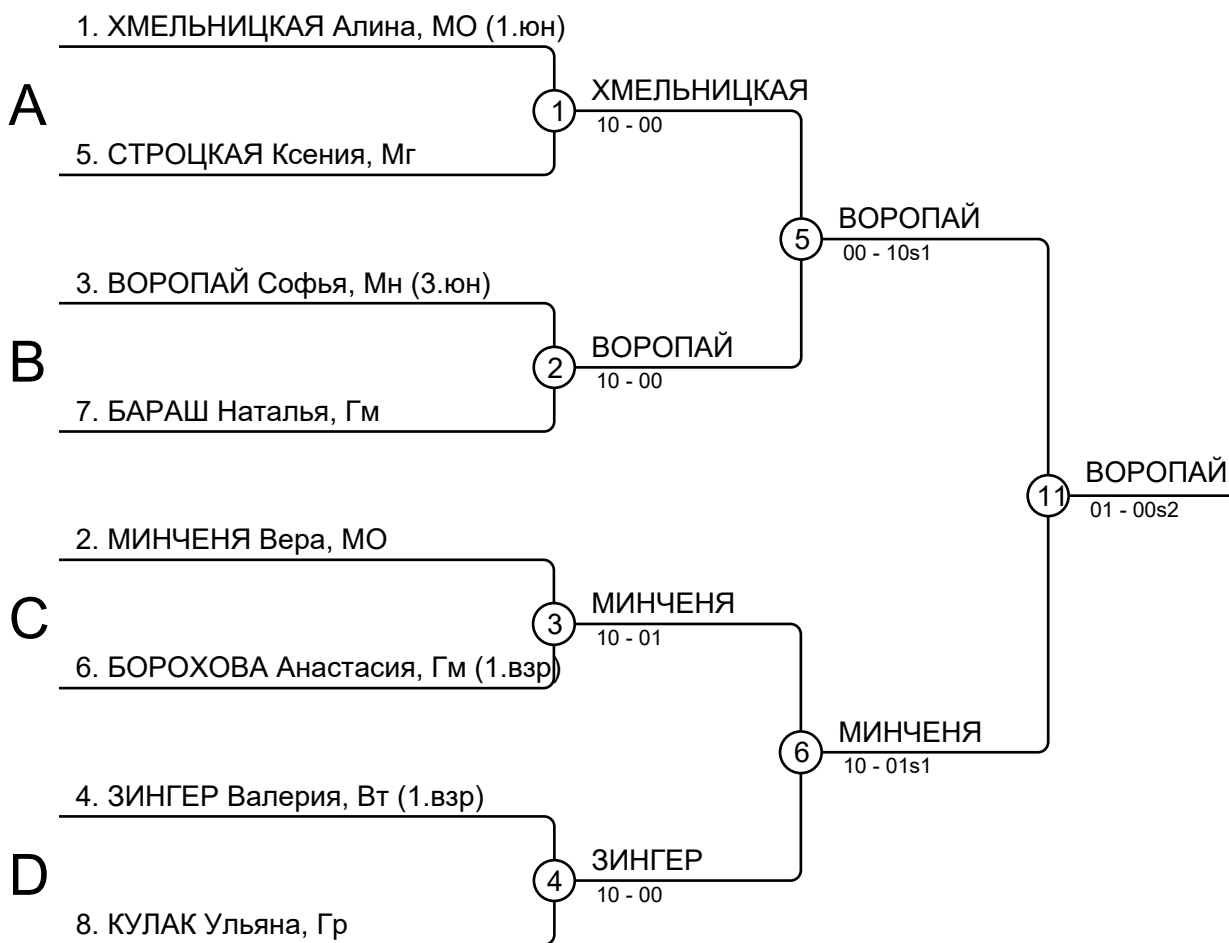 1. ХМЕЛЬНИЦКАЯ Алина, МО (1.юн)
A
1
ХМЕЛЬНИЦКАЯ
10 - 00
5. СТРОЦКАЯ Ксения, Мг
5
ВОРОПАЙ
00 - 10s1
3. ВОРОПАЙ Софья, Мн (3.юн)
B
2
ВОРОПАЙ
10 - 00
7. БАРАШ Наталья, Гм
11
ВОРОПАЙ
01 - 00s2
2. МИНЧЕНЯ Вера, МО
C
3
МИНЧЕНЯ
10 - 01
6. БОРОХОВА Анастасия, Гм (1.взр)
6
МИНЧЕНЯ
10 - 01s1
4. ЗИНГЕР Валерия, Вт (1.взр)
D
4
ЗИНГЕР
10 - 00
8. КУЛАК Ульяна, Гр